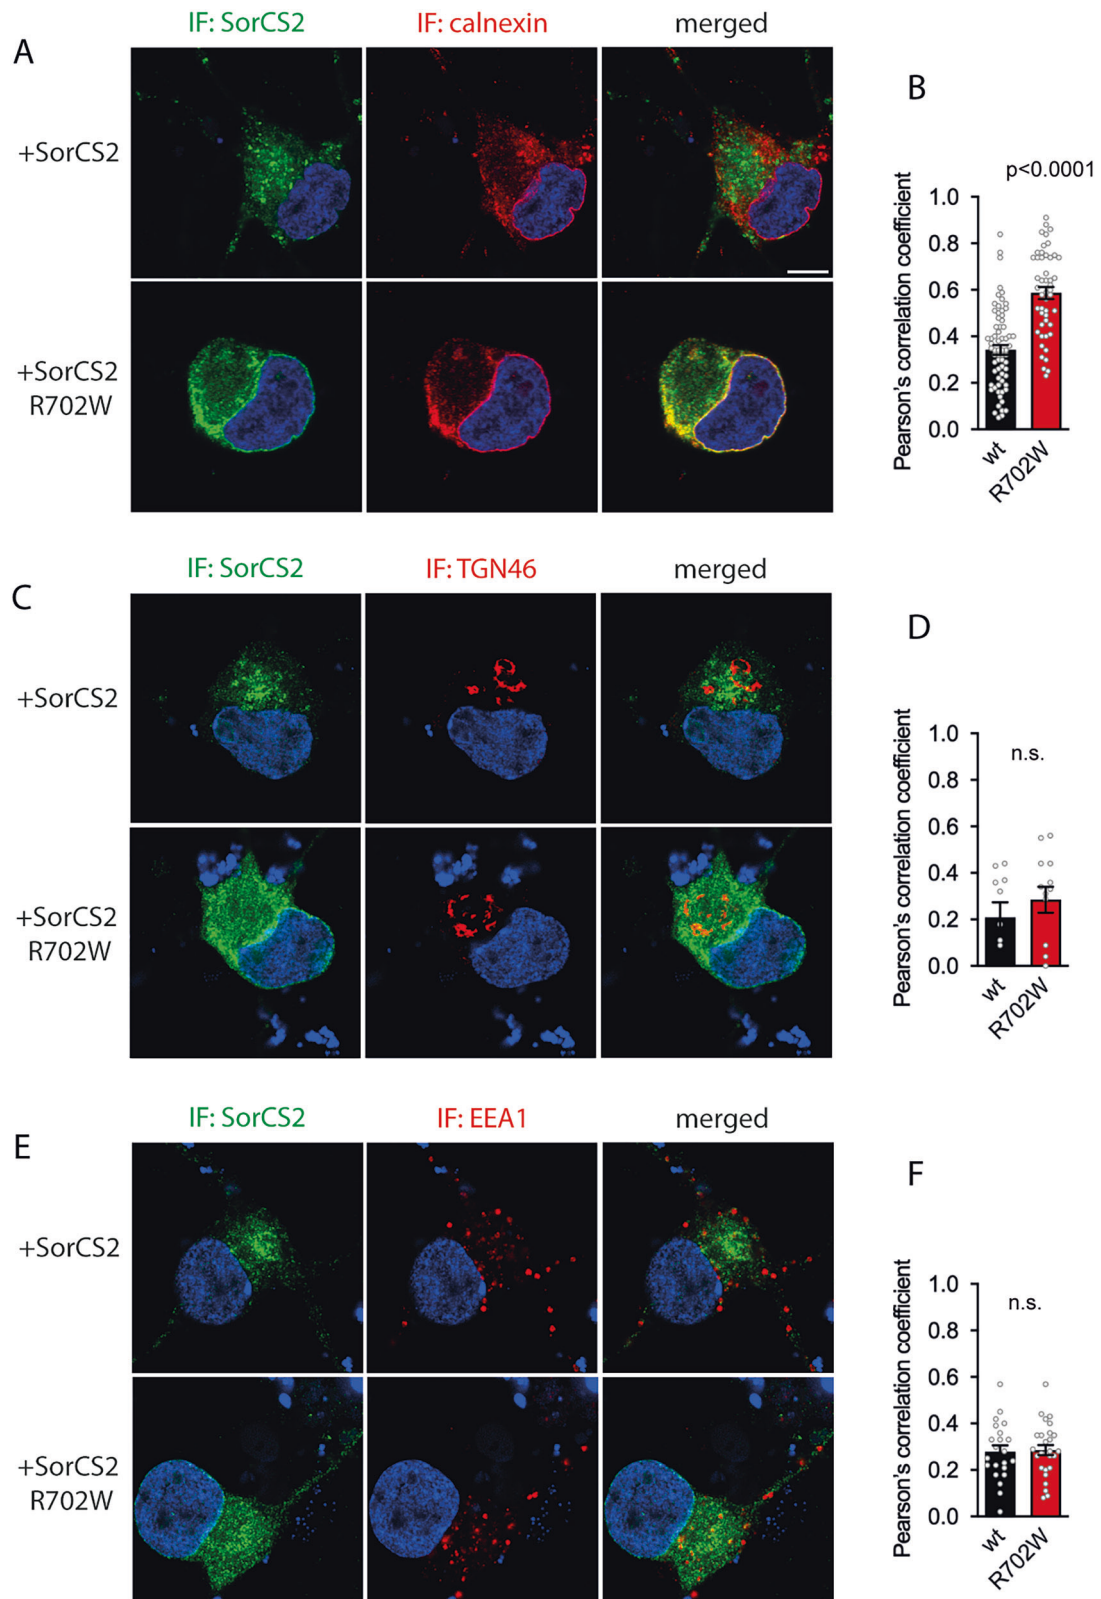 A
IF: SorCS2
IF: calnexin
merged
+SorCS2
+SorCS2
R702W
B
p<0.0001
Pearson's correlation coefficient
1.0
0.8
0.6
0.4
0.2
0.0
wt
R702W
C
IF: SorCS2
IF: TGN46
merged
+SorCS2
+SorCS2
R702W
D
n.s.
Pearson's correlation coefficient
1.0
0.8
0.6
0.4
0.2
0.0
wt
R702W
E
IF: SorCS2
IF: EEA1
merged
+SorCS2
+SorCS2
R702W
F
n.s.
Pearson's correlation coefficient
1.0
0.8
0.6
0.4
0.2
0.0
wt
R702W